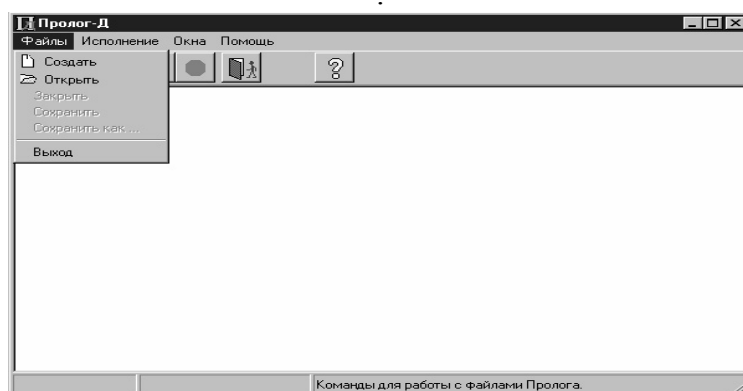 Пролог-Д
Файлы Исполнение Окна Помощь
Создать
Открыть
Закрыть
Сохранить
Сохранить как ...
Выход
Команды для работы с файлами Пролога.